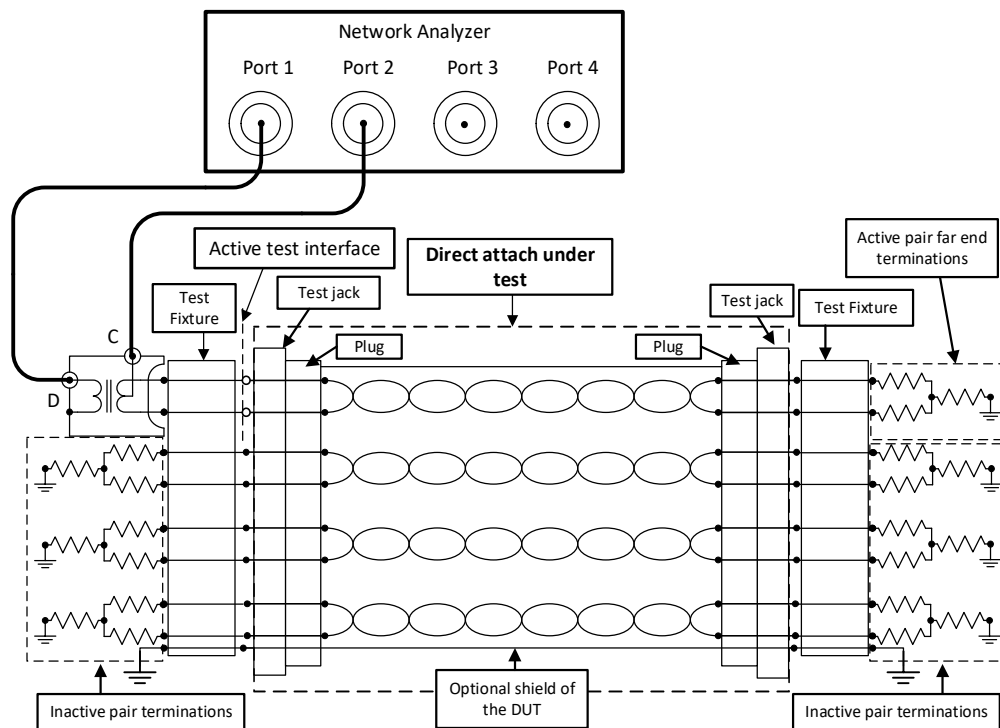 Network Analyzer
Port 1
Port 2
Port 3
Port 4
Active test interface
Direct attach under
test
Active pair far end
terminations
Test
Fixture
Test jack
Test jack
Test Fixture
C
Plug
Plug
D
Inactive pair terminations
Optional shield of
the DUT
Inactive pair terminations